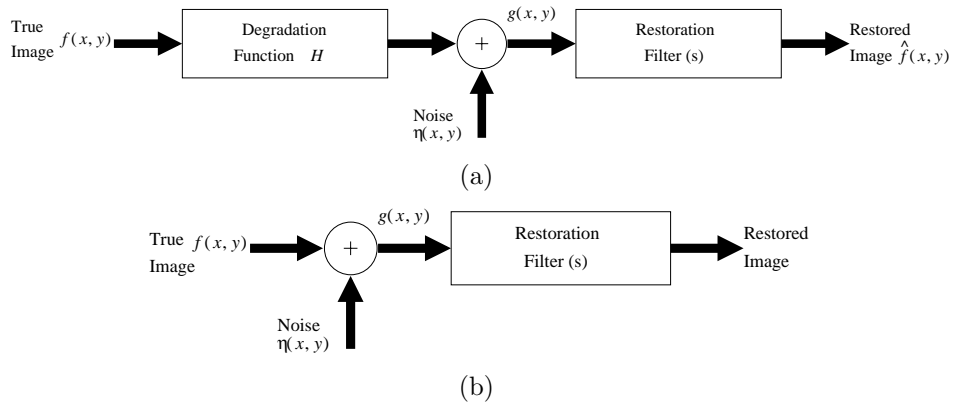 True
Image f(x, y)
Degradation
Function H
+
g(x, y)
Noise
η(x, y)
Restoration
Filter (s)
Restored
Image f̂(x, y)
(a)
True f(x, y)
Image
+
g(x, y)
Noise
η(x, y)
Restoration
Filter (s)
Restored
Image
(b)